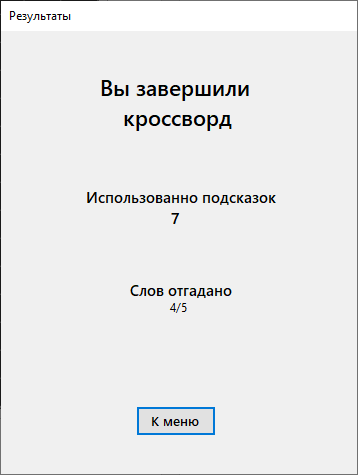 Результаты
Вы завершили
кроссворд
Использованно подсказок
7
Слов отгадано
4/5
К меню